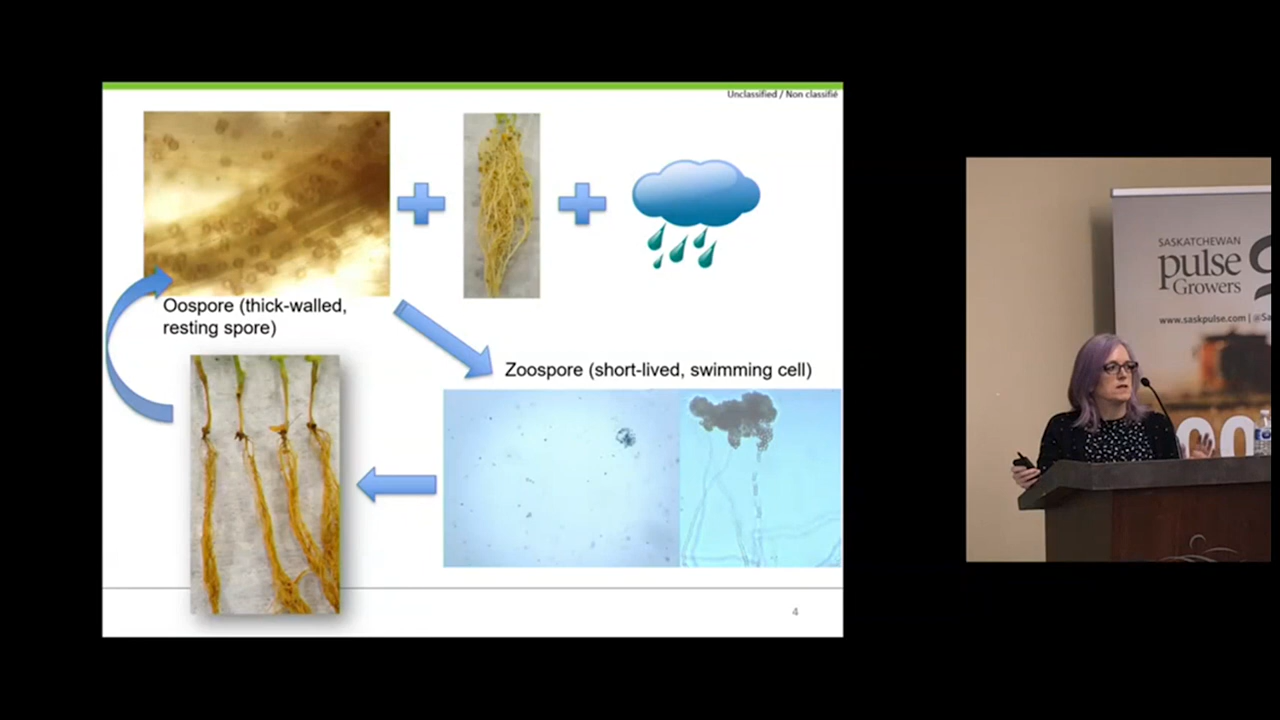 Unclassified / Non classifié
Oospore (thick-walled,
resting spore)
Zoospore (short-lived, swimming cell)
4
SASKATCHEWAN
pulse
Growers
www.saskpulse.com | @Sa